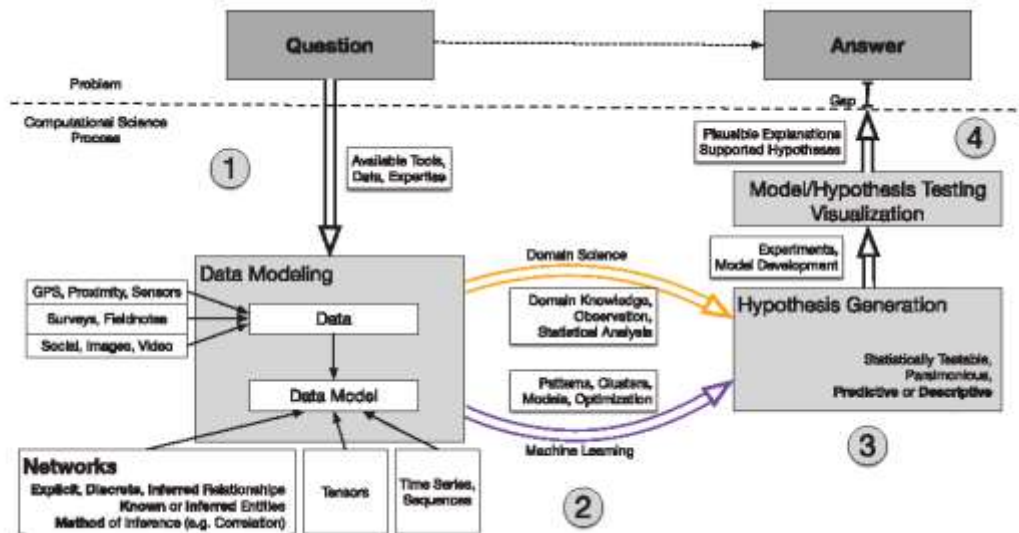 Question
Answer
Problem
Gap
Computational Science
Process
1
Available Tools,
Data, Expertise
Plausible Explanations
Supported Hypotheses
4
Model/Hypothesis Testing
Visualization
Experiments,
Model Development
Data Modeling
GPS, Proximity, Sensors
Surveys, Fieldnotes
Social, Images, Video
Data
Data Model
Domain Science
Domain Knowledge,
Observation,
Statistical Analysis
Patterns, Clusters,
Models, Optimization
Machine Learning
2
Hypothesis Generation
Statistically Testable,
Parsimonious,
Predictive or Descriptive
3
Networks
Explicit, Discrete, Inferred Relationships
Known or Inferred Entities
Method of Inference (e.g. Correlation)
Tensors
Time Series,
Sequences